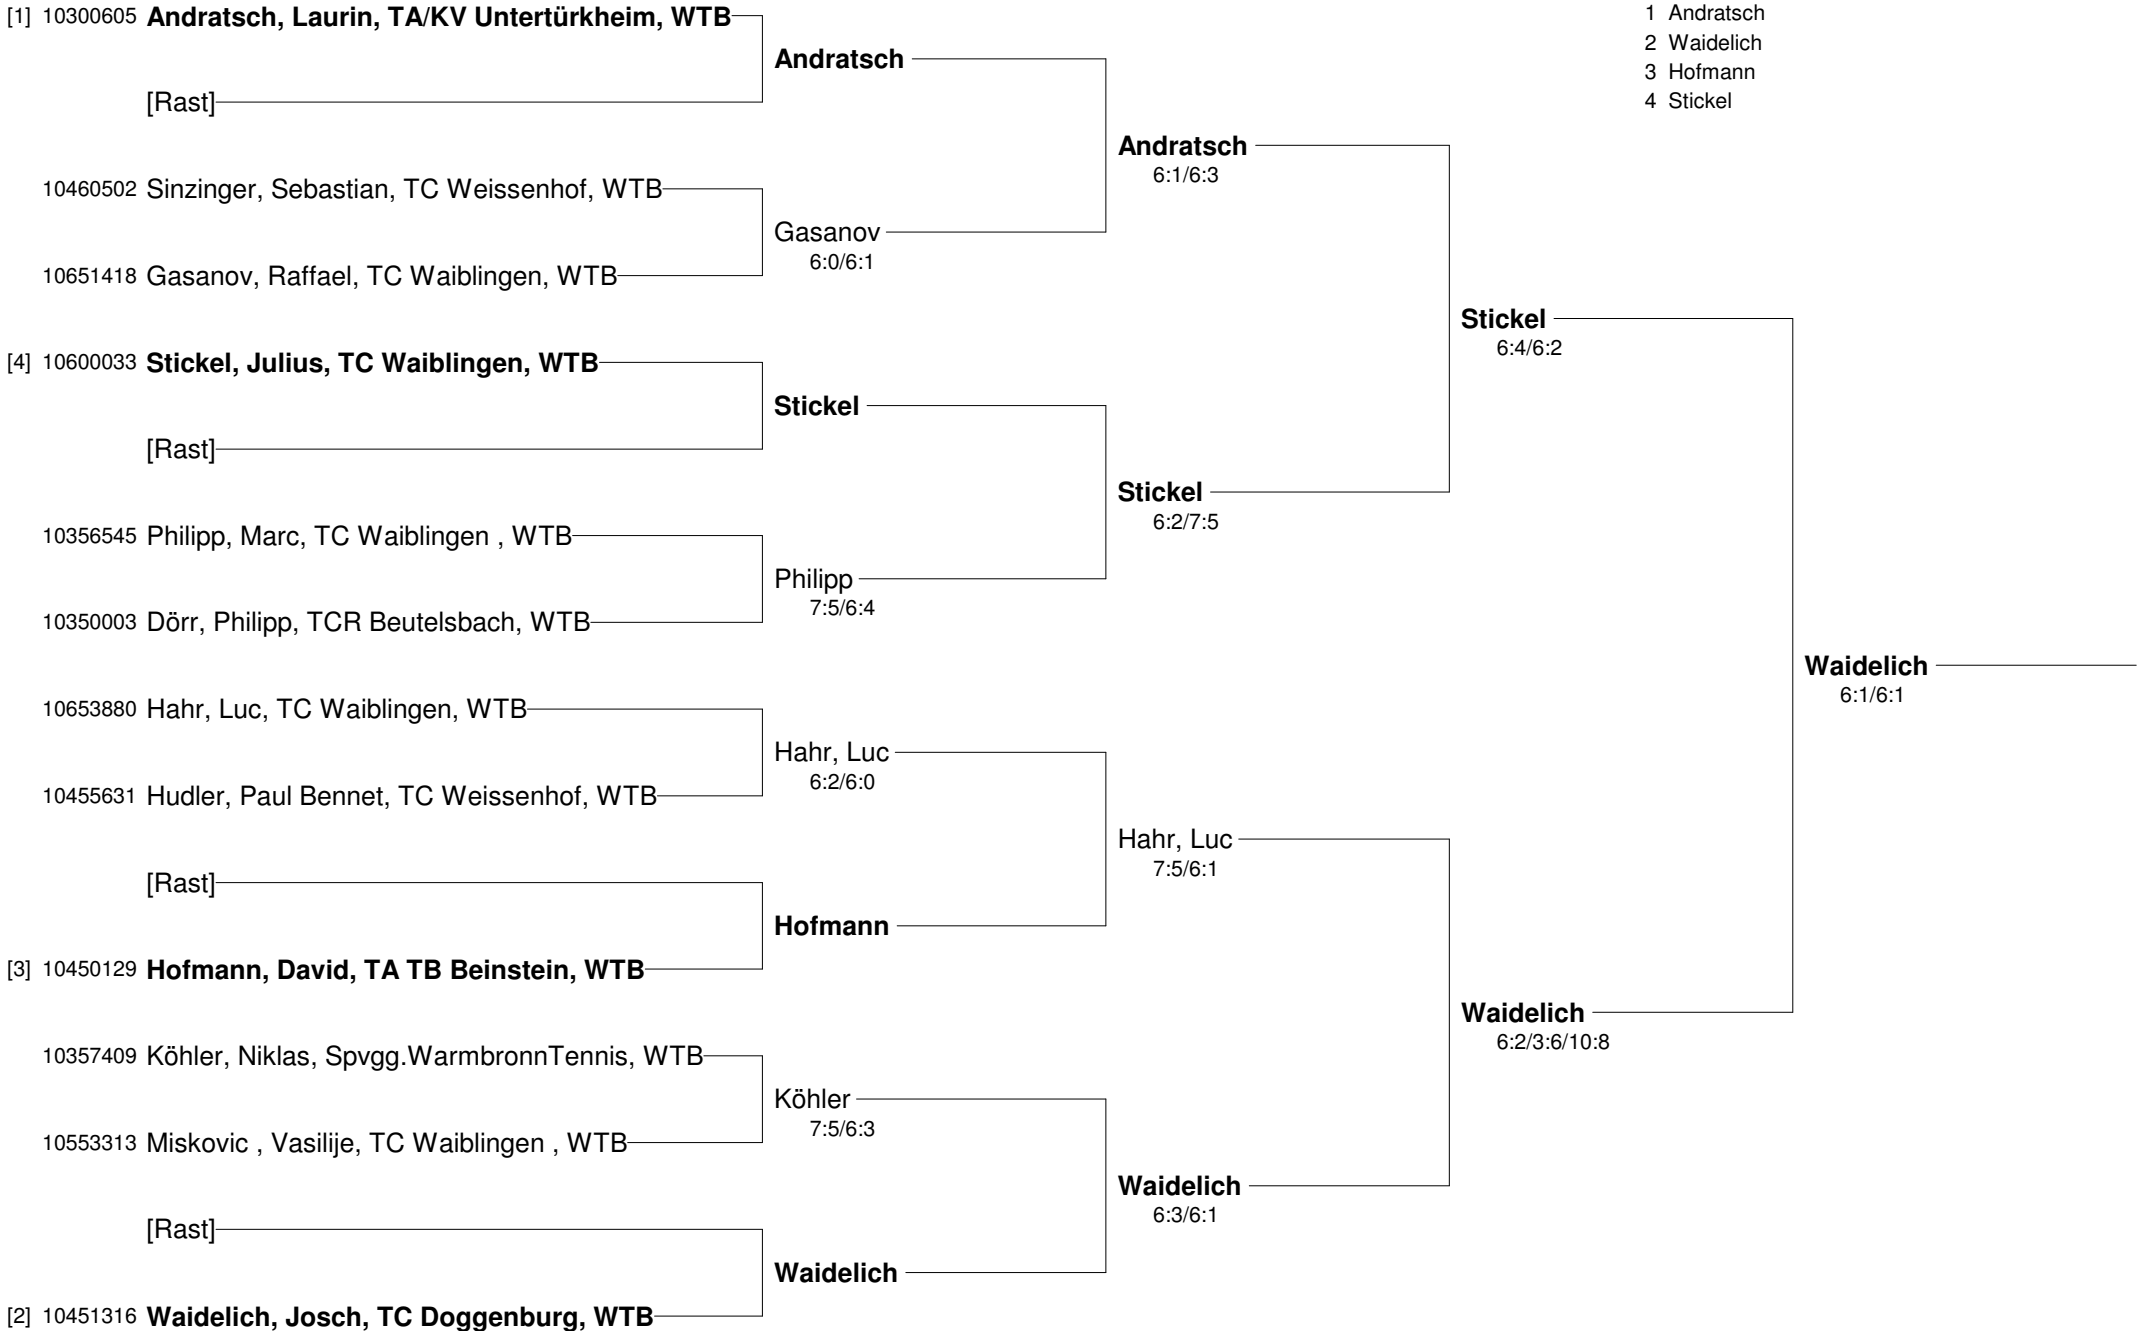 [1] 10300605 Andratsch, Laurin, TA/KV Untertürkheim, WTB
[Rast]
10460502 Sinzinger, Sebastian, TC Weissenhof, WTB
10651418 Gasanov, Raffael, TC Waiblingen, WTB
[4] 10600033 Stickel, Julius, TC Waiblingen, WTB
[Rast]
10356545 Philipp, Marc, TC Waiblingen , WTB
10350003 Dörr, Philipp, TCR Beutelsbach, WTB
10653880 Hahr, Luc, TC Waiblingen, WTB
10455631 Hudler, Paul Bennet, TC Weissenhof, WTB
[Rast]
[3] 10450129 Hofmann, David, TA TB Beinstein, WTB
10357409 Köhler, Niklas, Spvgg.WarmbronnTennis, WTB
10553313 Miskovic , Vasilije, TC Waiblingen , WTB
[Rast]
[2] 10451316 Waidelich, Josch, TC Doggenburg, WTB
Andratsch
Gasanov
6:0/6:1
Stickel
Philipp
7:5/6:4
Hahr, Luc
6:2/6:0
Hofmann
Köhler
7:5/6:3
Waidelich
Andratsch
6:1/6:3
Stickel
6:2/7:5
Hahr, Luc
7:5/6:1
Waidelich
6:3/6:1
Stickel
6:4/6:2
Waidelich
6:2/3:6/10:8
Waidelich
6:1/6:1
1 Andratsch
2 Waidelich
3 Hofmann
4 Stickel